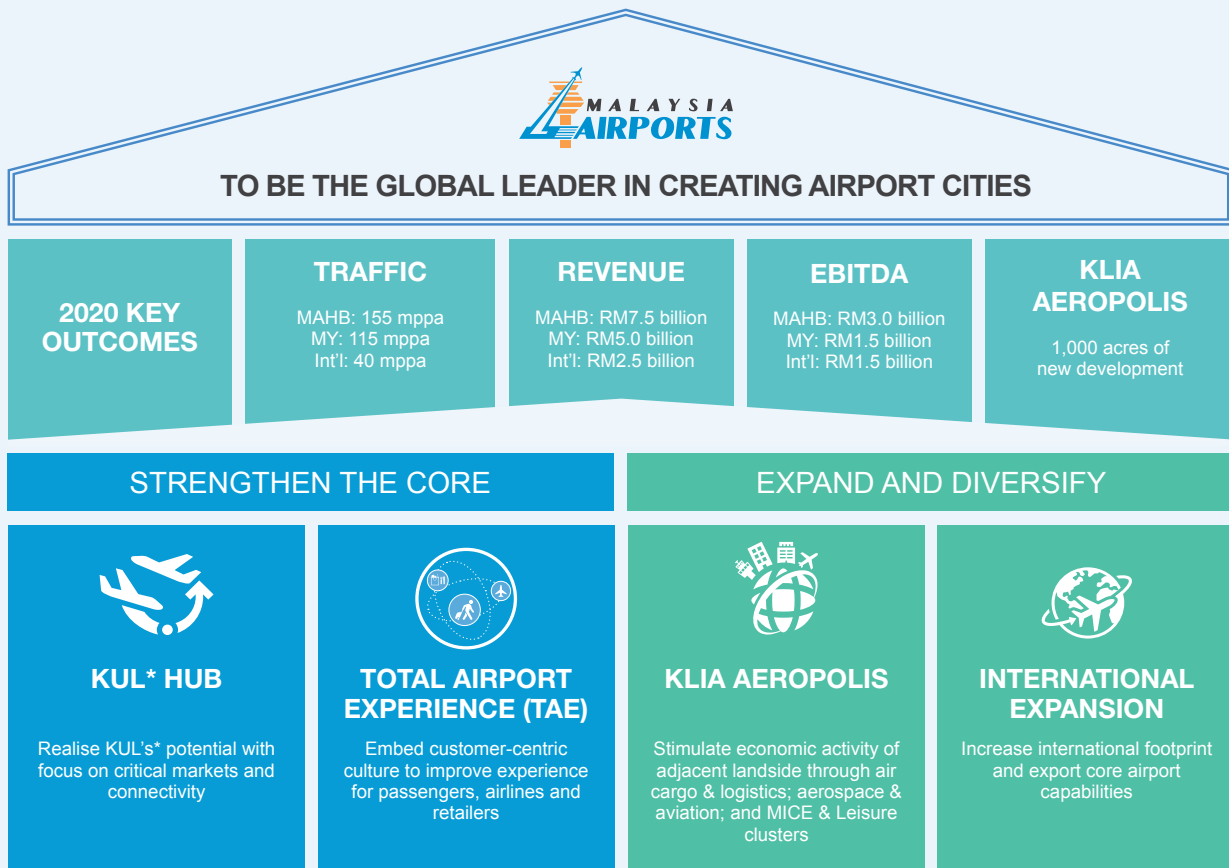 MALAYSIA
AIRPORTS
TO BE THE GLOBAL LEADER IN CREATING AIRPORT CITIES
2020 KEY
OUTCOMES
TRAFFIC
MAHB: 155 mppa
MY: 115 mppa
Int'l: 40 mppa
REVENUE
MAHB: RM7.5 billion
MY: RM5.0 billion
Int'l: RM2.5 billion
EBITDA
MAHB: RM3.0 billion
MY: RM1.5 billion
Int'l: RM1.5 billion
KLIA
AEROPOLIS
1,000 acres of
new development
STRENGTHEN THE CORE
EXPAND AND DIVERSIFY
KUL* HUB
Realise KUL's* potential with
focus on critical markets and
connectivity
TOTAL AIRPORT
EXPERIENCE (TAE)
Embed customer-centric
culture to improve experience
for passengers, airlines and
retailers
KLIA AEROPOLIS
Stimulate economic activity of
adjacent landside through air
cargo & logistics; aerospace &
aviation; and MICE & Leisure
clusters
INTERNATIONAL
EXPANSION
Increase international footprint
and export core airport
capabilities